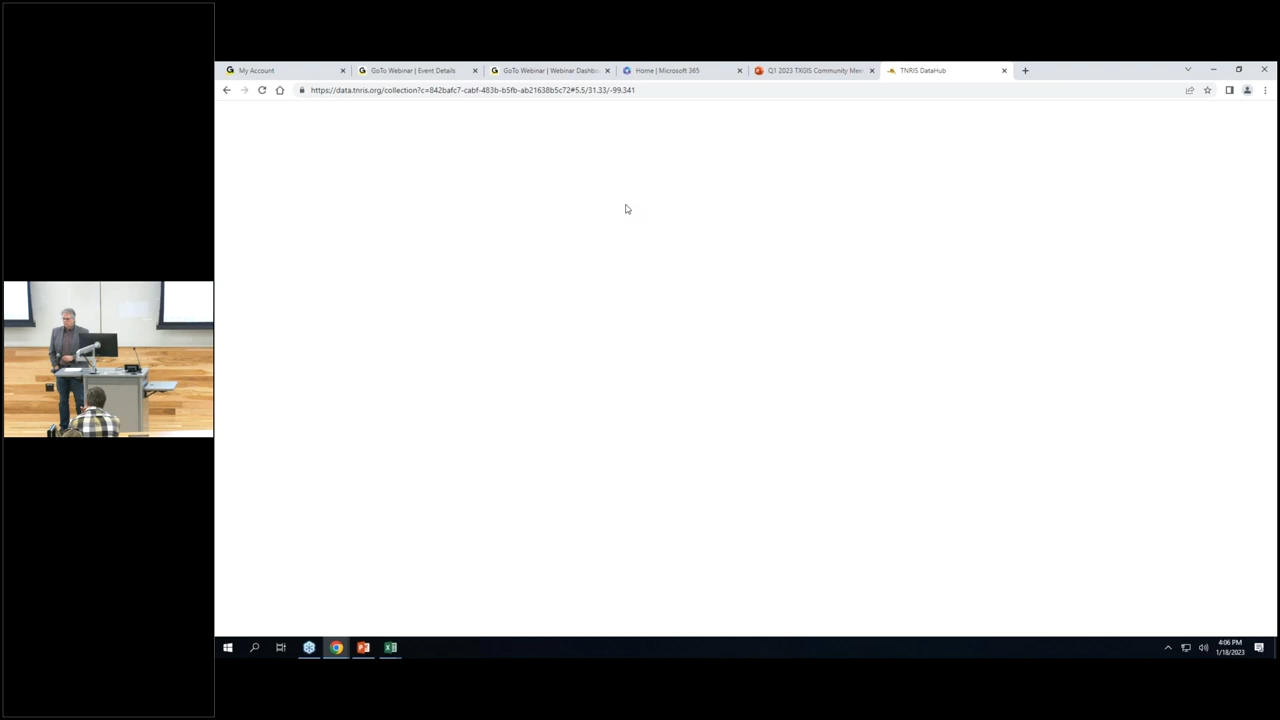 My Account
GoTo Webinar | Event Details
GoTo Webinar | Webinar Dashbo
Home | Microsoft 365
Q1 2023 TXGIS Community Mee
TNRIS DataHub
https://data.tnris.org/collection?c=842bafc7-cabf-483b-b5fb-ab21638b5c72#5.5/31.33/-99.341
4:06 PM
1/18/2023